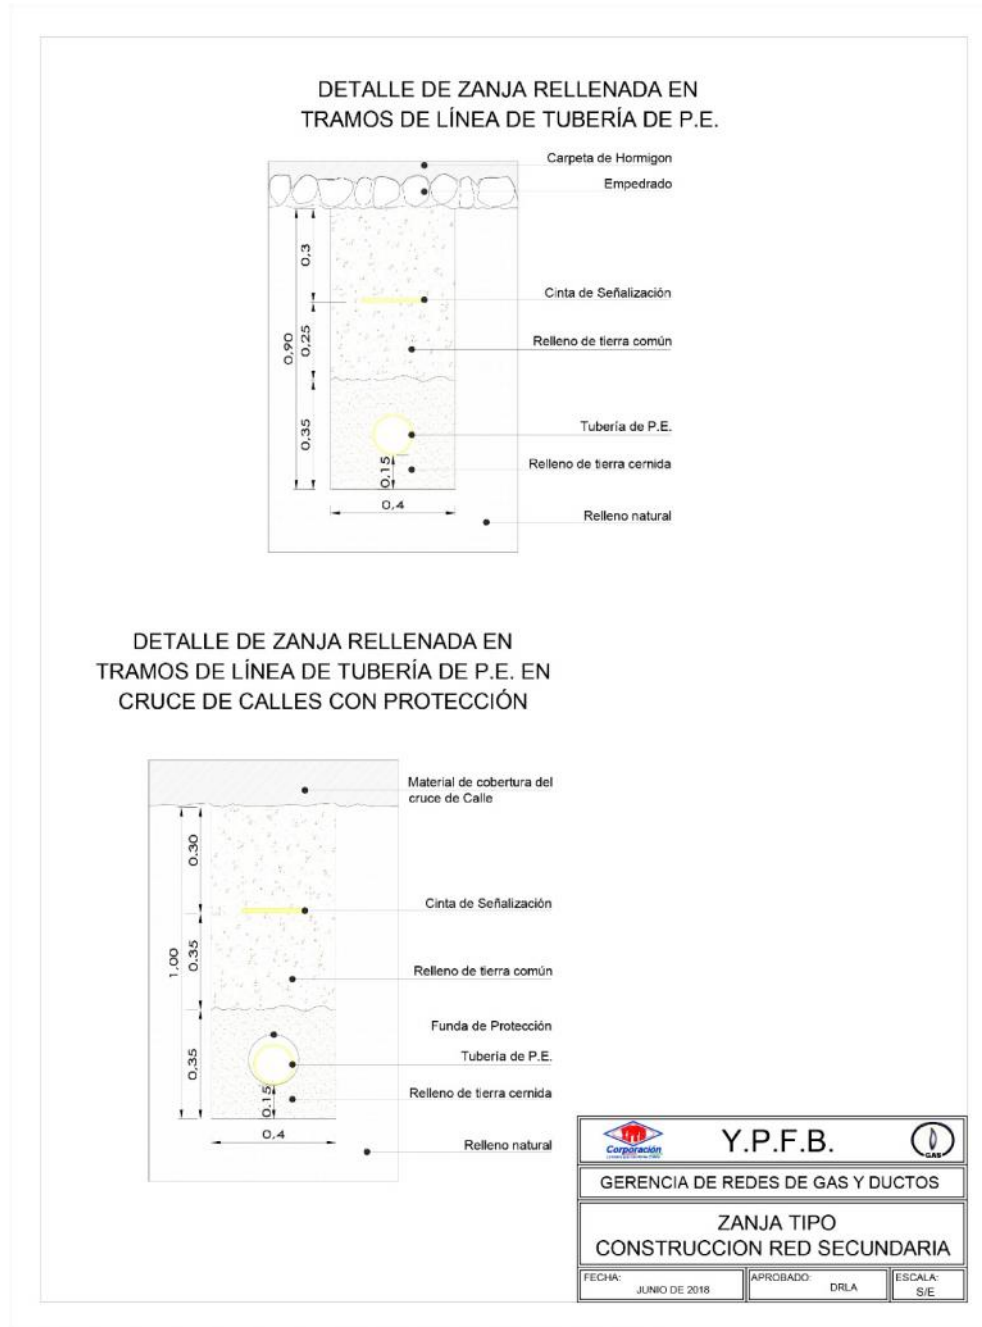 DETALLE DE ZANJA RELLENADA EN
TRAMOS DE LÍNEA DE TUBERÍA DE P.E.
Carpeta de Hormigon
Empedrado
0,3
Cinta de Señalización
0,25
0,90
Relleno de tierra común
0,35
Tubería de P.E.
0.15
Relleno de tierra cernida
0,4
Relleno natural
DETALLE DE ZANJA RELLENADA EN
TRAMOS DE LÍNEA DE TUBERÍA DE P.E. EN
CRUCE DE CALLES CON PROTECCIÓN
Material de cobertura del
cruce de Calle
0.30
Cinta de Señalización
0.35
1.00
Relleno de tierra común
Funda de Protección
0,35
Tubería de P.E.
Relleno de tierra cernida
0.15
0,4
Relleno natural
Corporación
Y.P.F.B.
GAS
GERENCIA DE REDES DE GAS Y DUCTOS
ZANJA TIPO
CONSTRUCCION RED SECUNDARIA
FECHA:
JUNIO DE 2018
APROBADO:
DRLA
ESCALA:
S/E